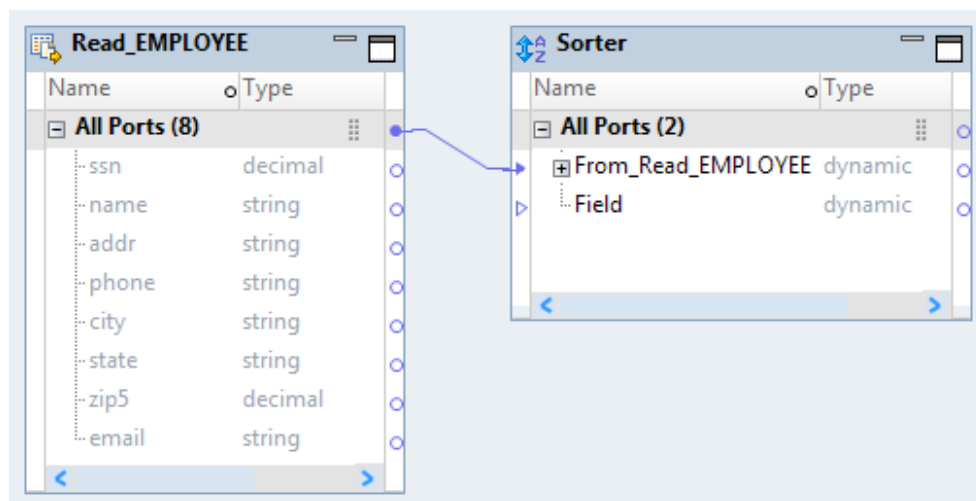 Read_EMPLOYEE
Name Type
All Ports (8)
ssn decimal
name string
addr string
phone string
city string
state string
zip5 decimal
email string
A Z Sorter
Name Type
All Ports (2)
From_Read_EMPLOYEE dynamic
Field dynamic